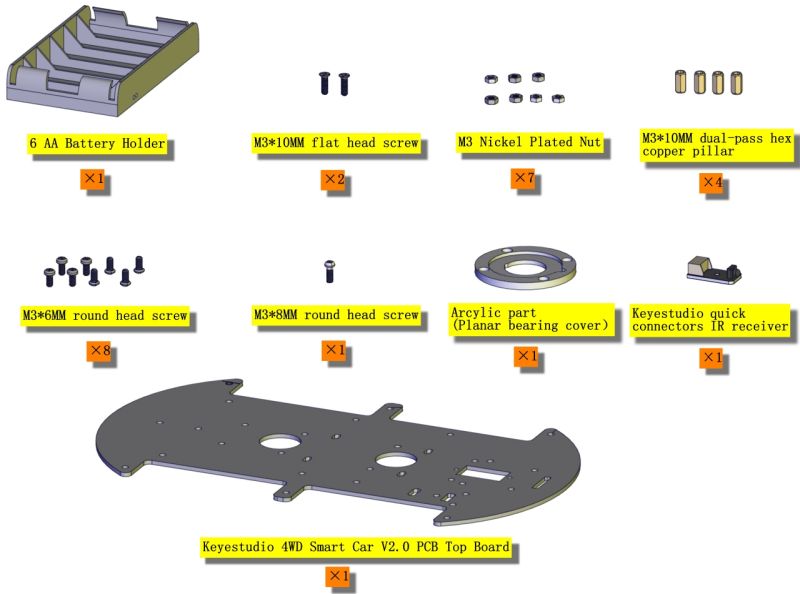 6 AA Battery Holder
×1
M3*10MM flat head screw
×2
M3 Nickel Plated Nut
×7
M3*10MM dual-pass hex
copper pillar
×4
M3*6MM round head screw
×8
M3*8MM round head screw
×1
Arcylic part
(Planar bearing cover)
×1
Keyestudio quick
connectors IR receiver
×1
Keyestudio 4WD Smart Car V2.0 PCB Top Board
×1